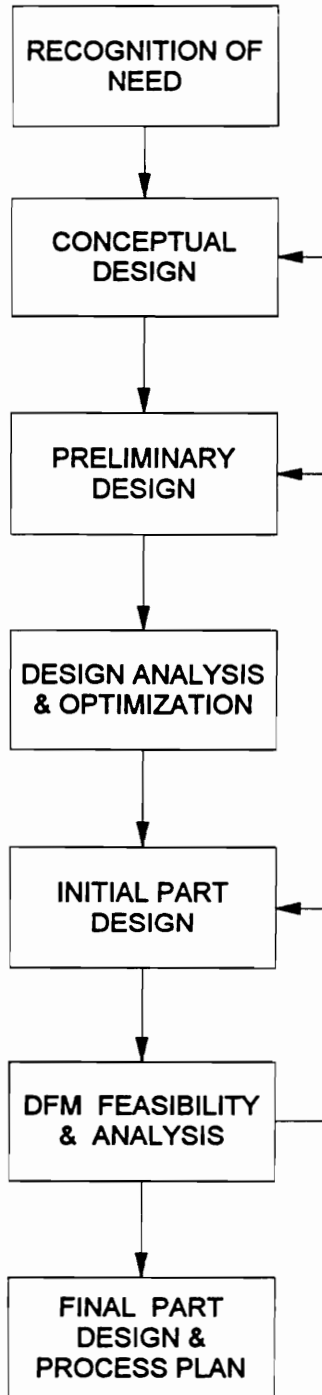 RECOGNITION OF
NEED
CONCEPTUAL
DESIGN
PRELIMINARY
DESIGN
DESIGN ANALYSIS
& OPTIMIZATION
INITIAL PART
DESIGN
DFM FEASIBILITY
& ANALYSIS
FINAL PART
DESIGN &
PROCESS PLAN